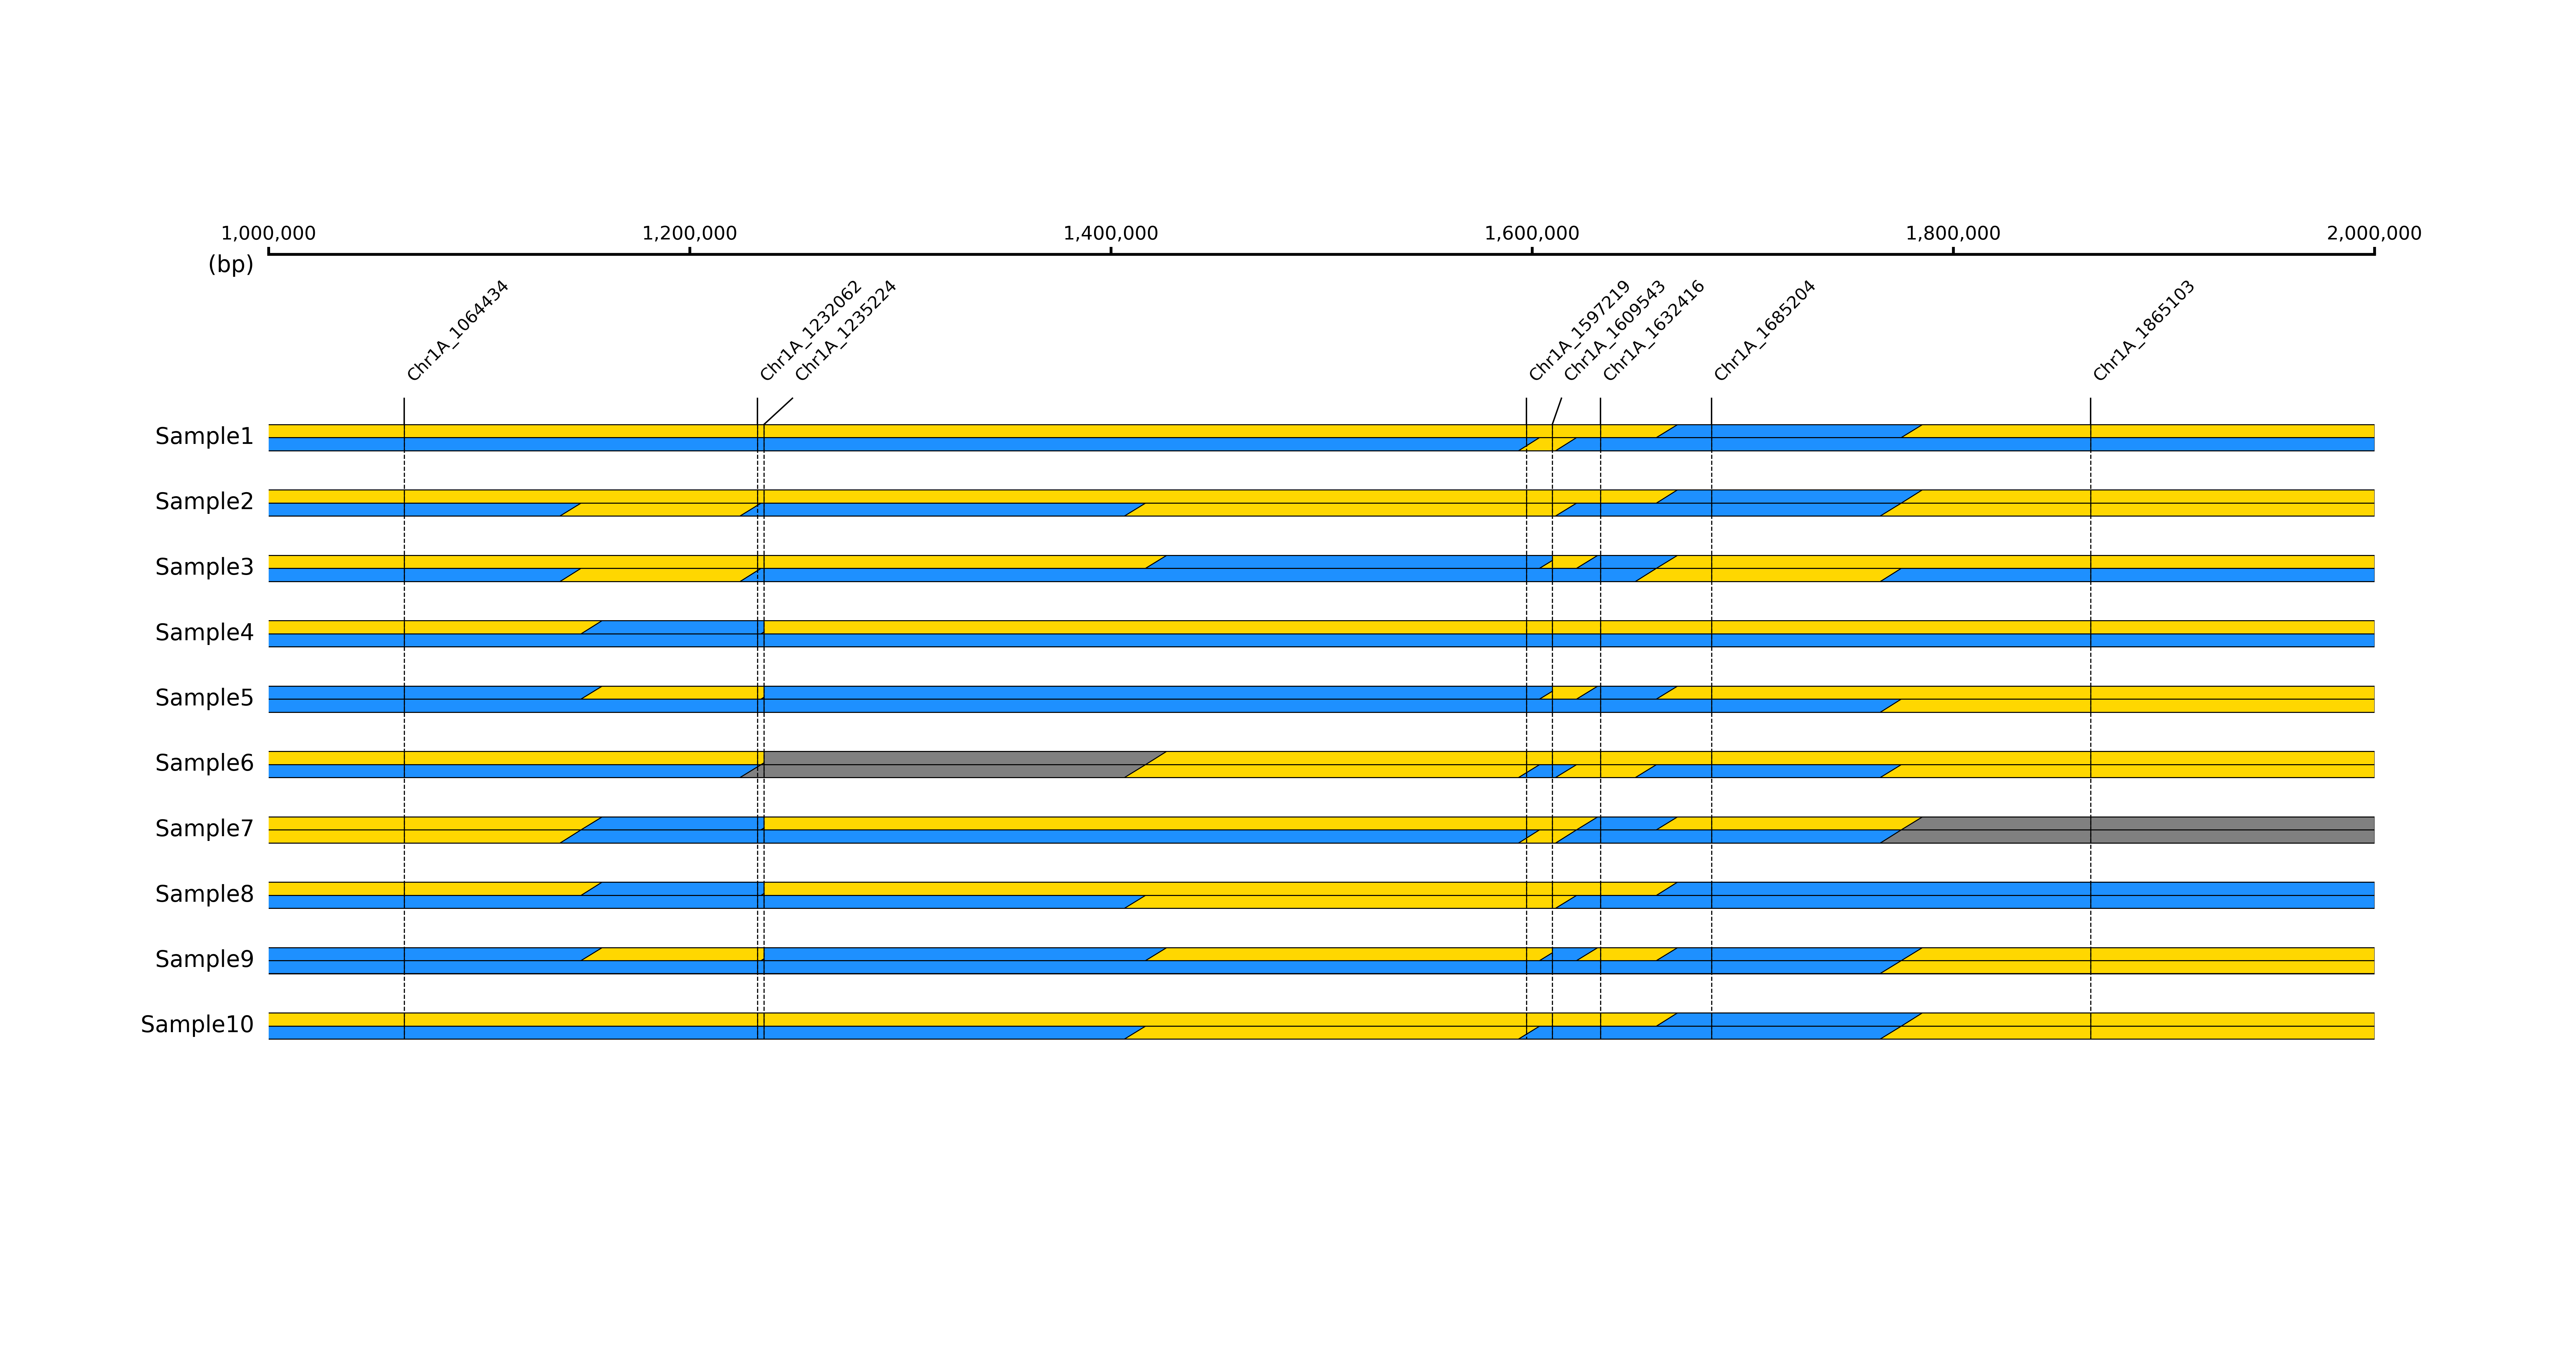 1,000,000 1,200,000 1,400,000 1,600,000 1,800,000 2,000,000
(bp)
Chr1A_1064434
Chr1A_1232062
Chr1A_1235224
Chr1A_1597219
Chr1A_1609543
Chr1A_1632416
Chr1A_1685204
Chr1A_1865103
Sample1
Sample2
Sample3
Sample4
Sample5
Sample6
Sample7
Sample8
Sample9
Sample10